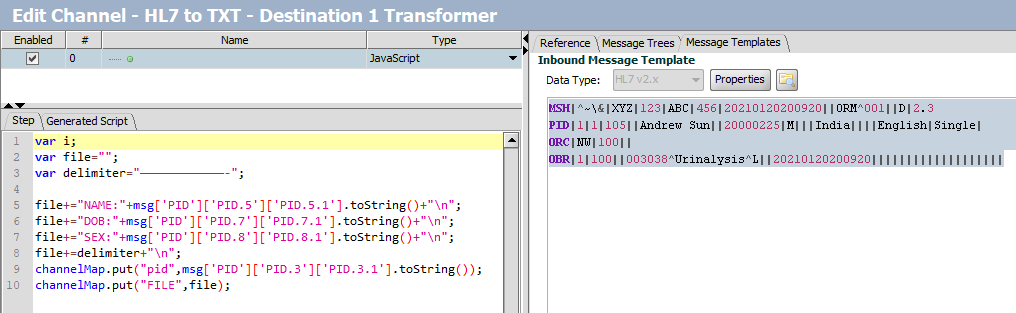 Edit Channel - HL7 to TXT - Destination 1 Transformer
Enabled # Name Type
0 JavaScript
Step Generated Script
1 var i;
2 var file="";
3 var delimiter="—————————————-";
4
5 file+="NAME:"+msg['PID']['PID.5']['PID.5.1'].toString()+"\n";
6 file+="DOB:"+msg['PID']['PID.7']['PID.7.1'].toString()+"\n";
7 file+="SEX:"+msg['PID']['PID.8']['PID.8.1'].toString()+"\n";
8 file+=delimiter+"\n";
9 channelMap.put("pid",msg['PID']['PID.3']['PID.3.1'].toString());
10 channelMap.put("FILE",file);
Reference Message Trees Message Templates
Inbound Message Template
Data Type: HL7 v2.x Properties
MSH|^~\&|XYZ|123|ABC|456|20210120200920||ORM^001||D|2.3
PID|1|1|105||Andrew Sun||20000225|M|||India||||English|Single|
ORC|NW|100||
OBR|1|100||003038^Urinalysis^L||20210120200920||||||||||||||||||||